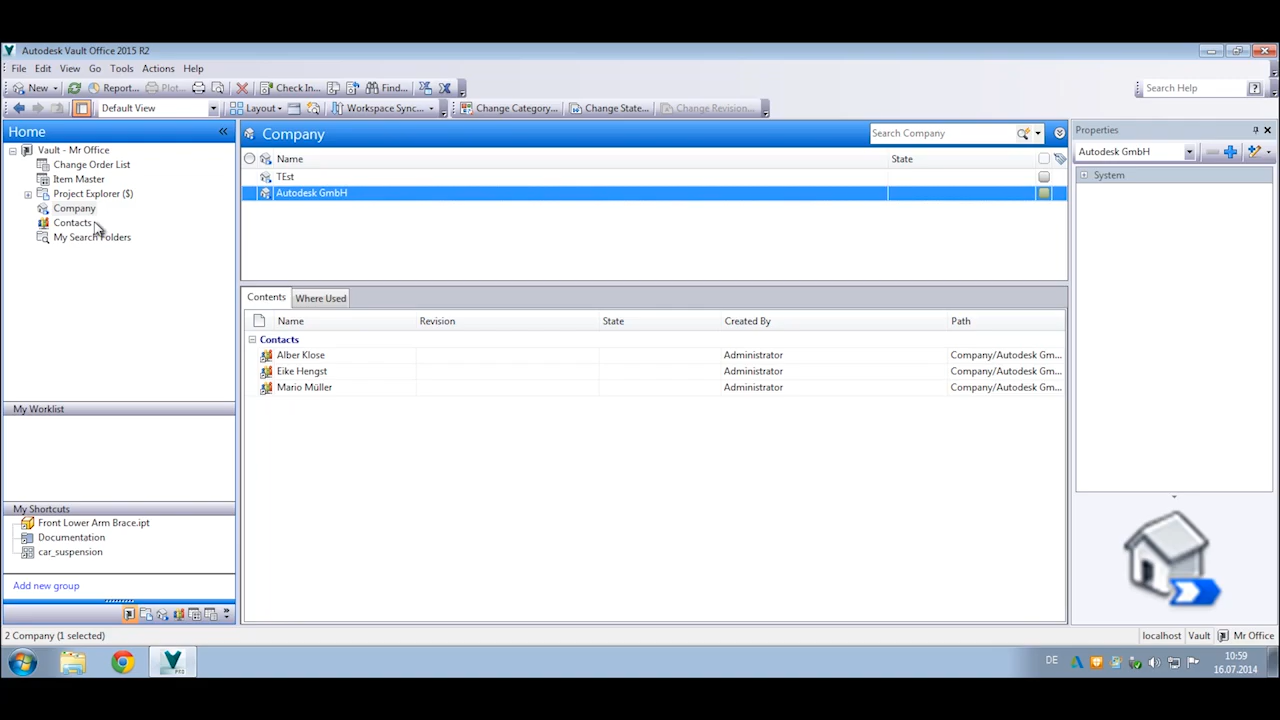 Autodesk Vault Office 2015 R2
File Edit View Go Tools Actions Help
New Report... Plot... Check In... Find...
Search Help
Default View Layout Workspace Sync... Change Category... Change State... Change Revision...
Home
Vault - Mr Office
Change Order List
Item Master
Project Explorer ($)
Company
Contacts
My Search Folders
My Worklist
My Shortcuts
Front Lower Arm Brace.ipt
Documentation
car_suspension
Add new group
Company
Search Company
Name State
TEst
Autodesk GmbH
Contents Where Used
Name Revision State Created By Path
Contacts
Alber Klose Administrator Company/Autodesk Gm...
Eike Hengst Administrator Company/Autodesk Gm...
Mario Müller Administrator Company/Autodesk Gm...
Properties
Autodesk GmbH
System
2 Company (1 selected)
localhost Vault Mr Office
DE
10:59
16.07.2014